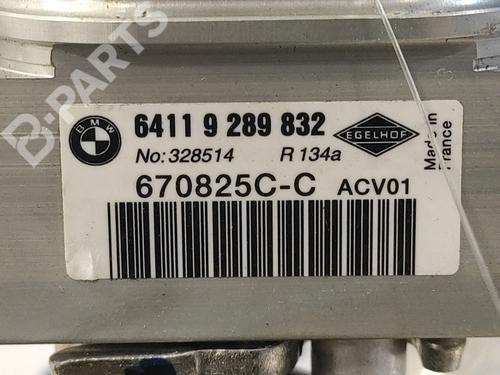 B-PARTS
BMW
6411 9 289 832
EGELHOF
No: 328514 R 134a
Made in France
670825C-C ACV01